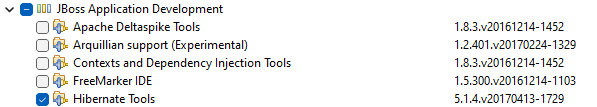 JBoss Application Development
Apache Deltaspike Tools 1.8.3.v20161214-1452
Arquillian support (Experimental) 1.2.401.v20170224-1329
Contexts and Dependency Injection Tools 1.8.3.v20161214-1452
FreeMarker IDE 1.5.300.v20161214-1103
Hibernate Tools 5.1.4.v20170413-1729